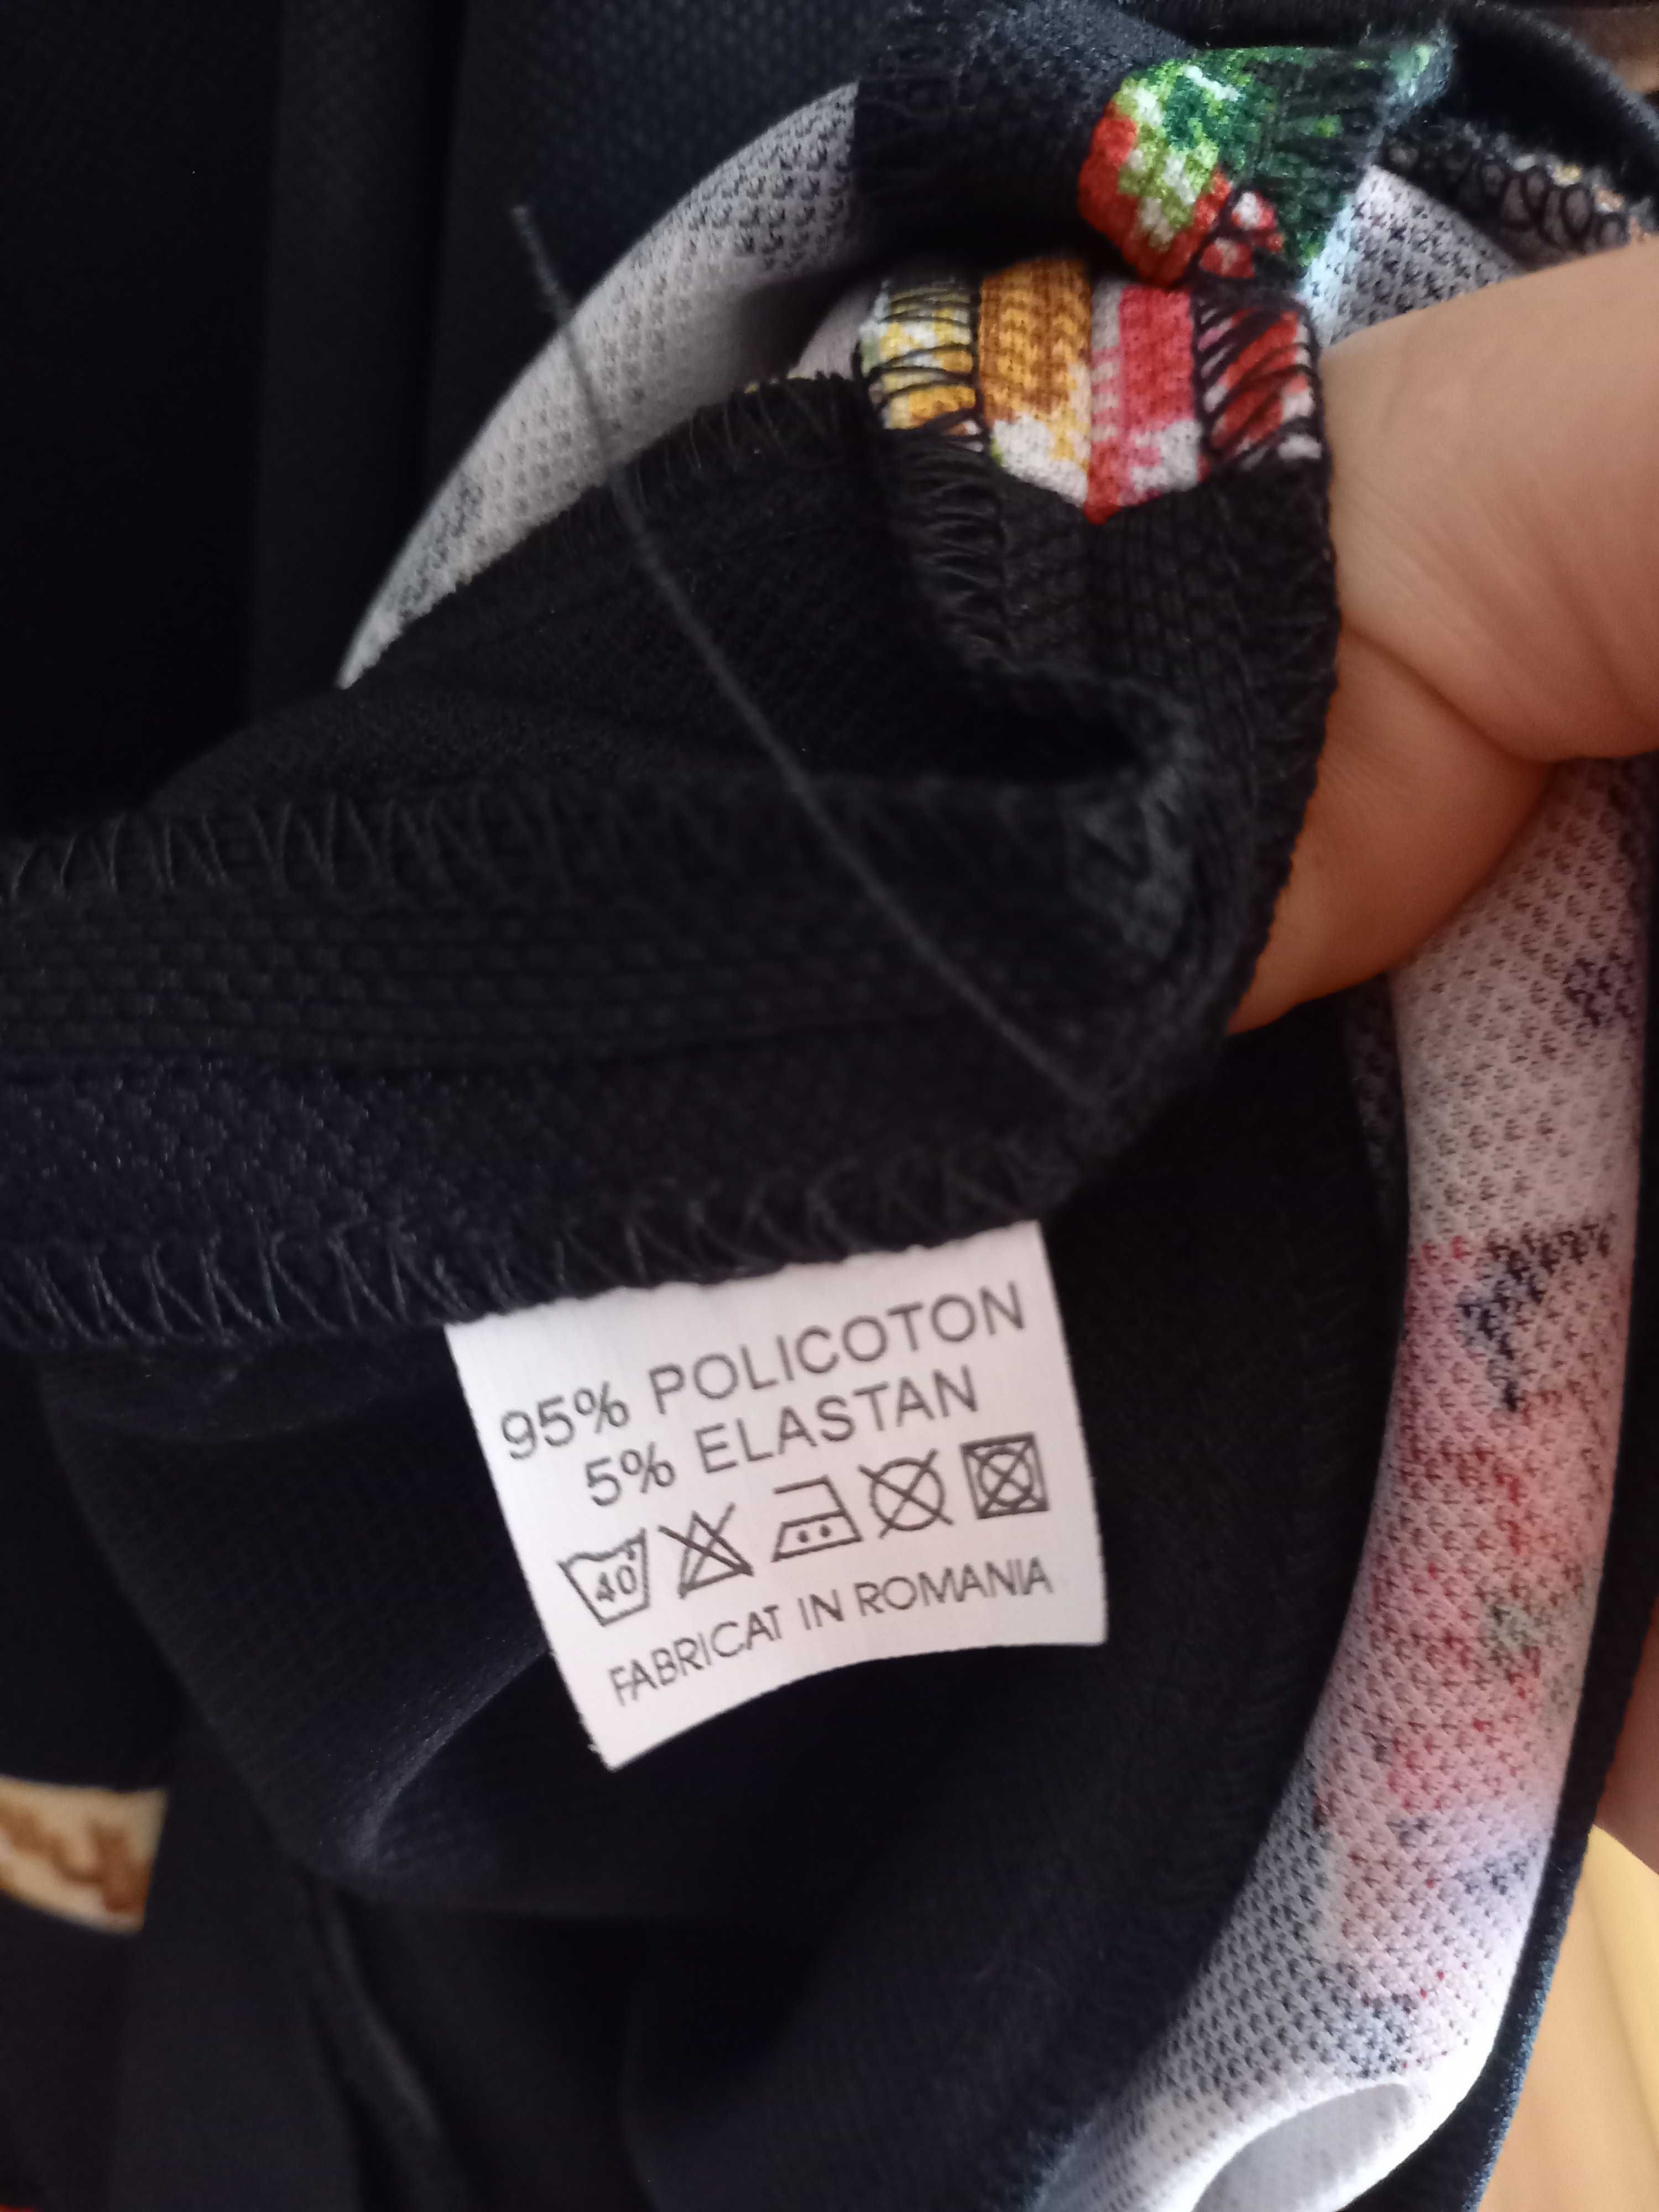 95% POLICOTON
5% ELASTAN
40°
FABRICAT IN ROMANIA